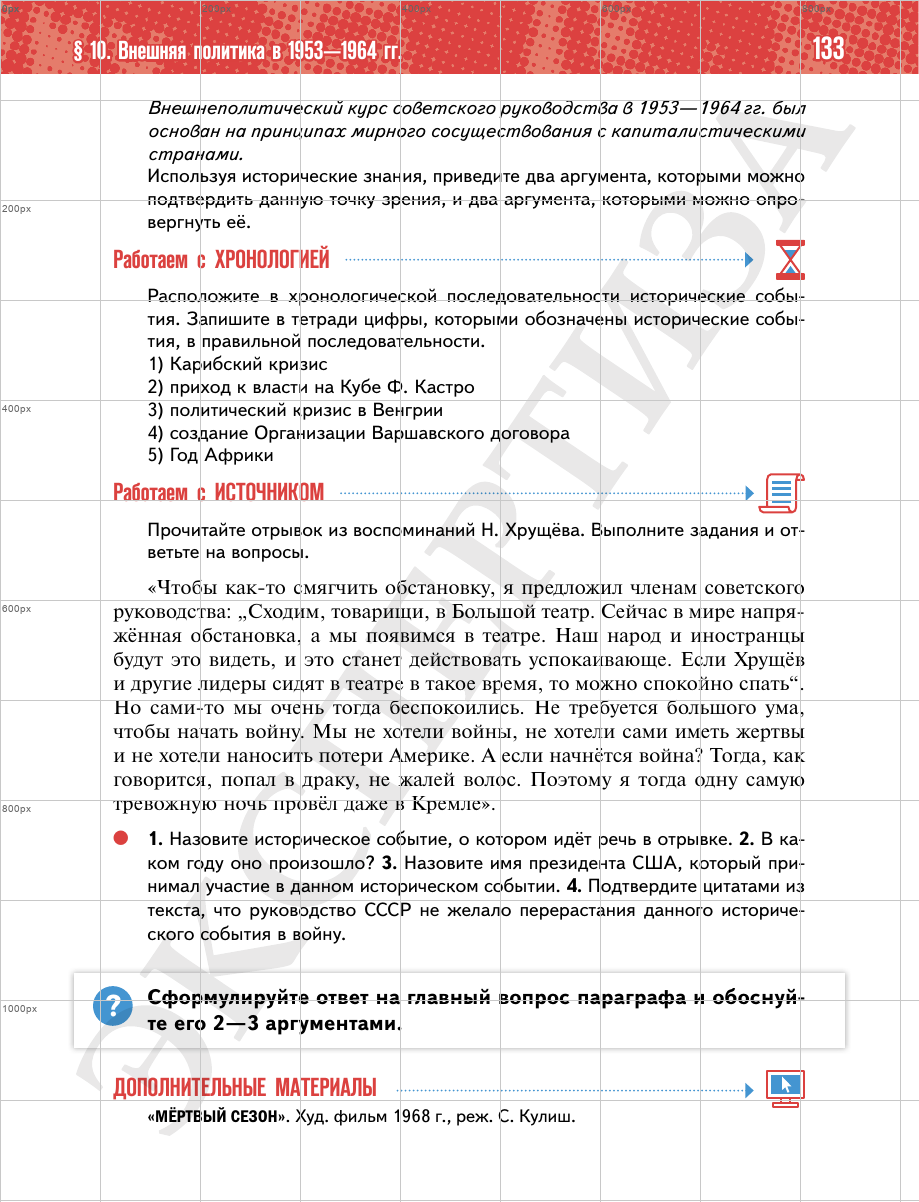 § 10. Внешняя политика в 1953—1964 гг. 133
Внешнеполитический курс советского руководства в 1953—1964 гг. был
основан на принципах мирного сосуществования с капиталистическими
странами.
Используя исторические знания, приведите два аргумента, которыми можно
подтвердить данную точку зрения, и два аргумента, которыми можно опро-
вергнуть её.
Работаем с ХРОНОЛОГИЕЙ
Расположите в хронологической последовательности исторические собы-
тия. Запишите в тетради цифры, которыми обозначены исторические собы-
тия, в правильной последовательности.
1) Карибский кризис
2) приход к власти на Кубе Ф. Кастро
3) политический кризис в Венгрии
4) создание Организации Варшавского договора
5) Год Африки
Работаем с ИСТОЧНИКОМ
Прочитайте отрывок из воспоминаний Н. Хрущёва. Выполните задания и от-
ветьте на вопросы.
«Чтобы как-то смягчить обстановку, я предложил членам советского
руководства: „Сходим, товарищи, в Большой театр. Сейчас в мире напря-
жённая обстановка, а мы появимся в театре. Наш народ и иностранцы
будут это видеть, и это станет действовать успокаивающе. Если Хрущёв
и другие лидеры сидят в театре в такое время, то можно спокойно спать“.
Но сами-то мы очень тогда беспокоились. Не требуется большого ума,
чтобы начать войну. Мы не хотели войны, не хотели сами иметь жертвы
и не хотели наносить потери Америке. А если начнётся война? Тогда, как
говорится, попал в драку, не жалей волос. Поэтому я тогда одну самую
тревожную ночь провёл даже в Кремле».
1. Назовите историческое событие, о котором идёт речь в отрывке. 2. В ка-
ком году оно произошло? 3. Назовите имя президента США, который при-
нимал участие в данном историческом событии. 4. Подтвердите цитатами из
текста, что руководство СССР не желало перерастания данного историче-
ского события в войну.
? Сформулируйте ответ на главный вопрос параграфа и обоснуй-
те его 2—3 аргументами.
ДОПОЛНИТЕЛЬНЫЕ МАТЕРИАЛЫ
«МЁРТВЫЙ СЕЗОН». Худ. фильм 1968 г., реж. С. Кулиш.
ЭКСПЕРТИЗА
200px
400px
600px
800px
1000px